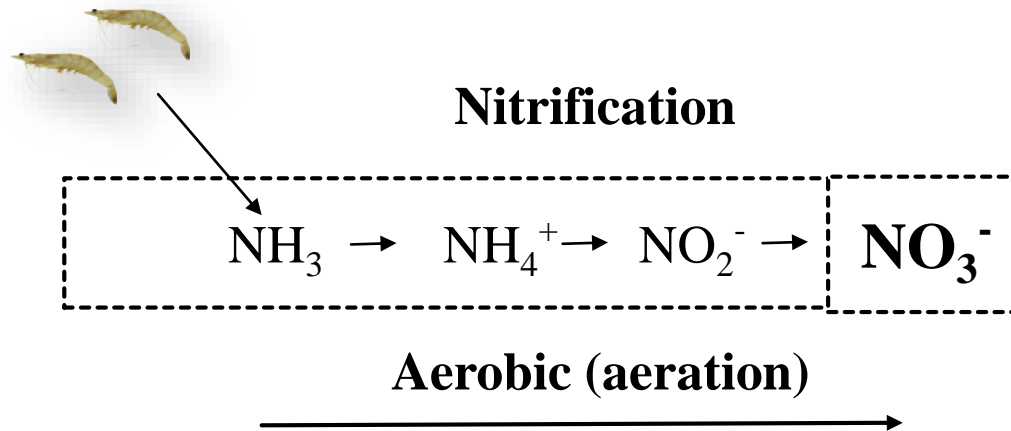 Nitrification
NH₃ → NH₄⁺ → NO₂⁻ → NO₃⁻
Aerobic (aeration)